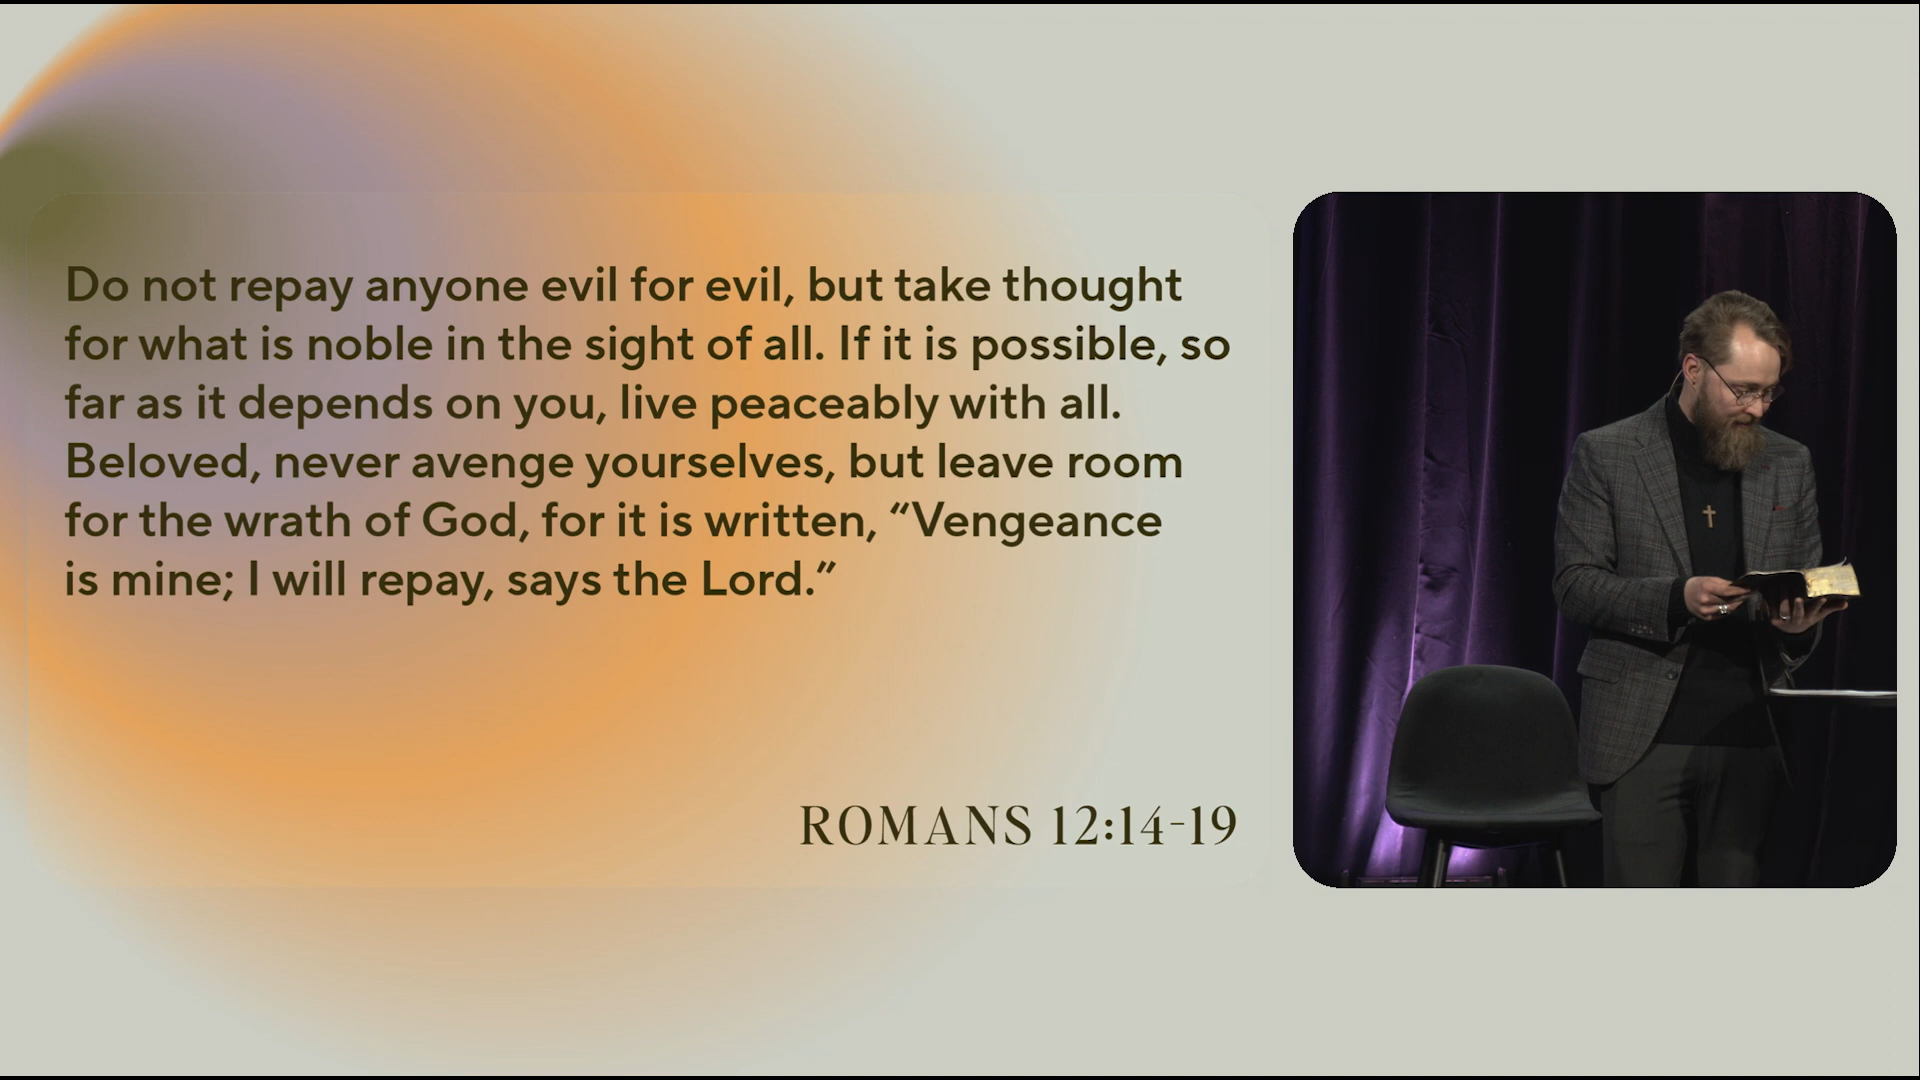 Do not repay anyone evil for evil, but take thought
for what is noble in the sight of all. If it is possible, so
far as it depends on you, live peaceably with all.
Beloved, never avenge yourselves, but leave room
for the wrath of God, for it is written, “Vengeance
is mine; I will repay, says the Lord.”
ROMANS 12:14-19